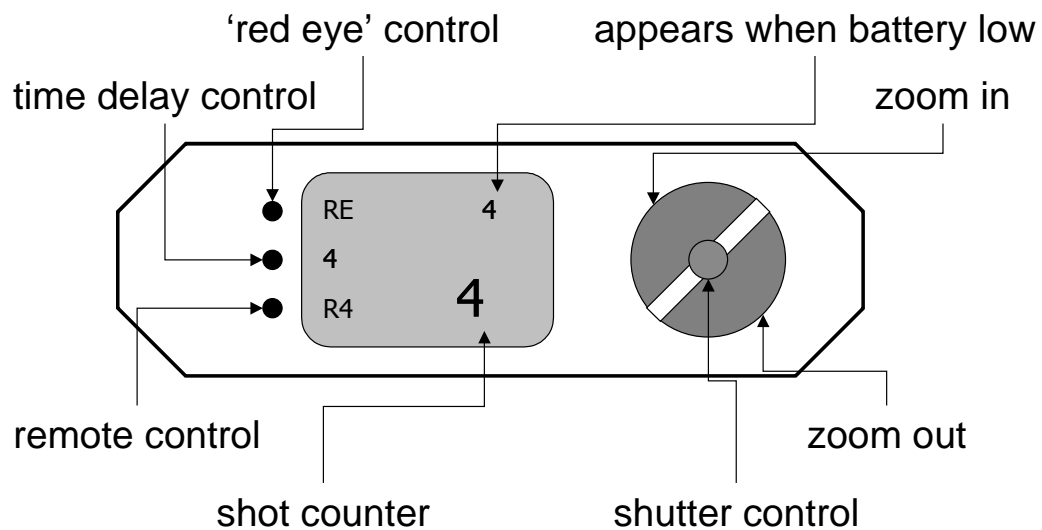 ‘red eye’ control
appears when battery low
time delay control
zoom in
RE
4
4
R4
4
remote control
zoom out
shot counter
shutter control